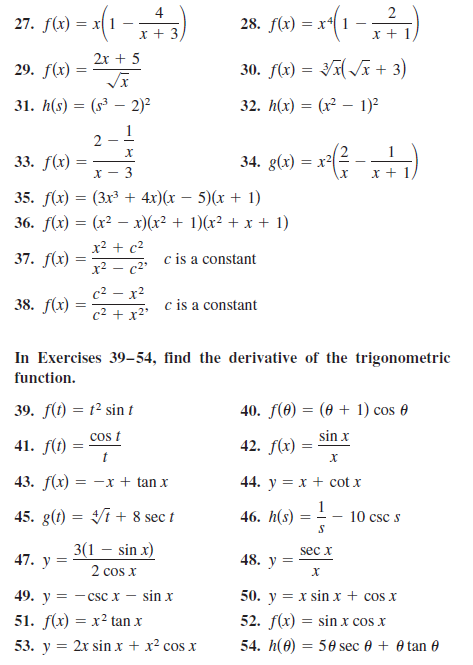 27. f(x) = x(1 − 4/(x + 3))
28. f(x) = x⁴(1 − 2/(x + 1))
29. f(x) = (2x + 5)/√x
30. f(x) = ∛x(√x + 3)
31. h(s) = (s³ − 2)²
32. h(x) = (x² − 1)²
33. f(x) = (2 − 1/x)/(x − 3)
34. g(x) = x²(2/x − 1/(x + 1))
35. f(x) = (3x³ + 4x)(x − 5)(x + 1)
36. f(x) = (x² − x)(x² + 1)(x² + x + 1)
37. f(x) = (x² + c²)/(x² − c²), c is a constant
38. f(x) = (c² − x²)/(c² + x²), c is a constant
In Exercises 39–54, find the derivative of the trigonometric
function.
39. f(t) = t² sin t
40. f(θ) = (θ + 1) cos θ
41. f(t) = cos t/t
42. f(x) = sin x/x
43. f(x) = −x + tan x
44. y = x + cot x
45. g(t) = ∜t + 8 sec t
46. h(s) = 1/s − 10 csc s
47. y = 3(1 − sin x)/(2 cos x)
48. y = sec x/x
49. y = −csc x − sin x
50. y = x sin x + cos x
51. f(x) = x² tan x
52. f(x) = sin x cos x
53. y = 2x sin x + x² cos x
54. h(θ) = 5θ sec θ + θ tan θ